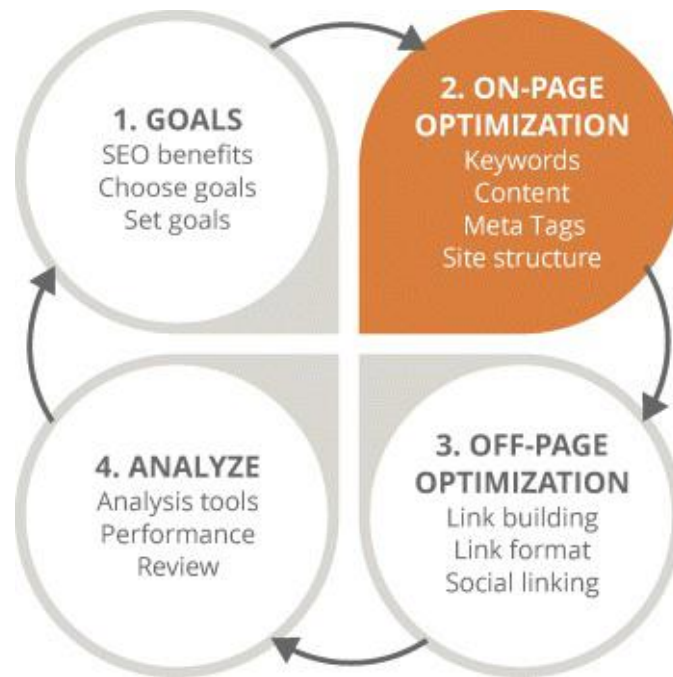 1. GOALS
SEO benefits
Choose goals
Set goals
2. ON-PAGE
OPTIMIZATION
Keywords
Content
Meta Tags
Site structure
3. OFF-PAGE
OPTIMIZATION
Link building
Link format
Social linking
4. ANALYZE
Analysis tools
Performance
Review